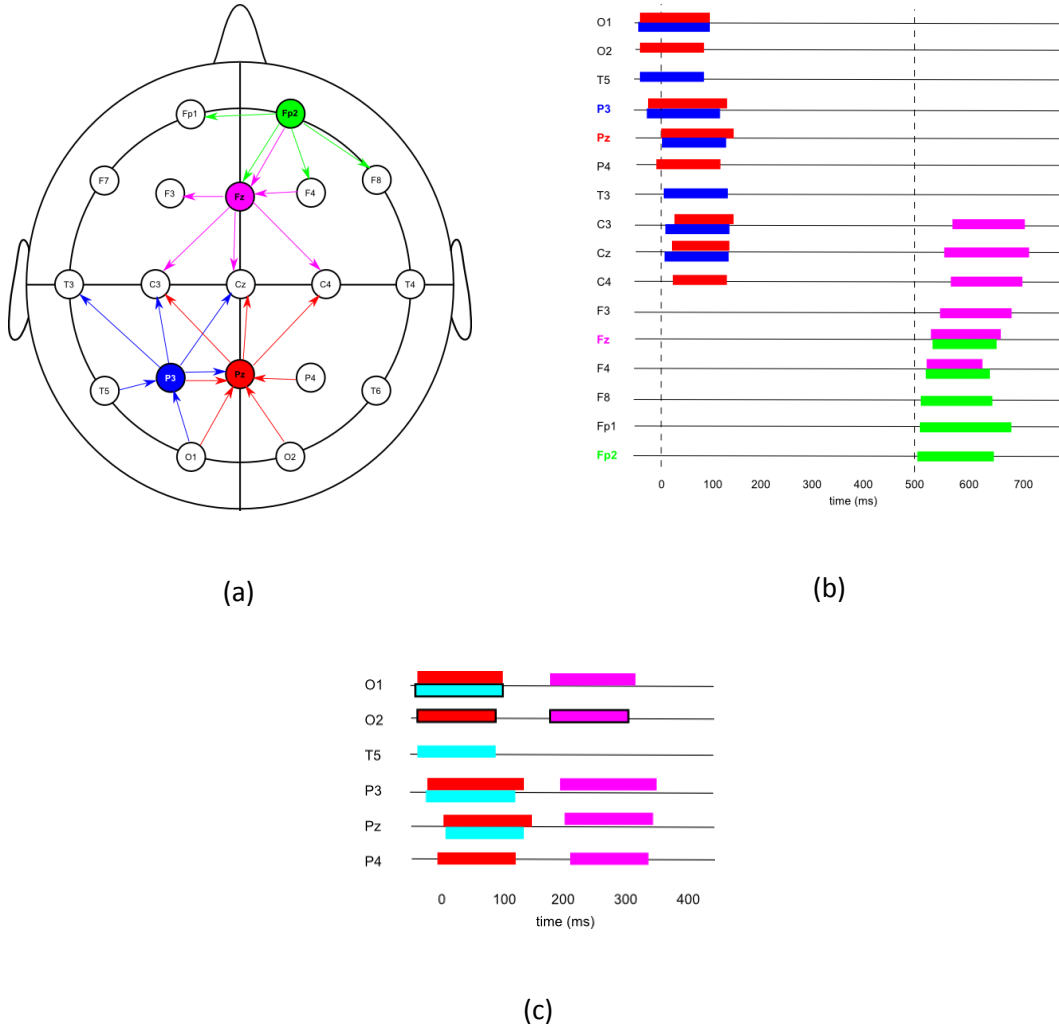 Fp1
Fp2
F7
F3
Fz
F4
F8
T3
C3
Cz
C4
T4
T5
P3
Pz
P4
T6
O1
O2
(a)
O1
O2
T5
P3
Pz
P4
T3
C3
Cz
C4
F3
Fz
F4
F8
Fp1
Fp2
0 100 200 300 400 500 600 700
time (ms)
(b)
O1
O2
T5
P3
Pz
P4
0 100 200 300 400
time (ms)
(c)